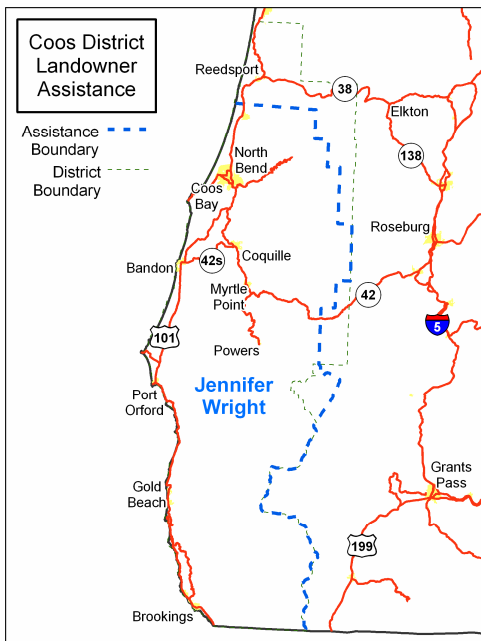 Coos District
Landowner
Assistance
Assistance
Boundary
District
Boundary
Reedsport
38
Elkton
138
North
Bend
Coos
Bay
Roseburg
Coquille
42s
Bandon
Myrtle
Point
42
5
101
Powers
Jennifer
Wright
Port
Orford
Grants
Pass
Gold
Beach
199
Brookings